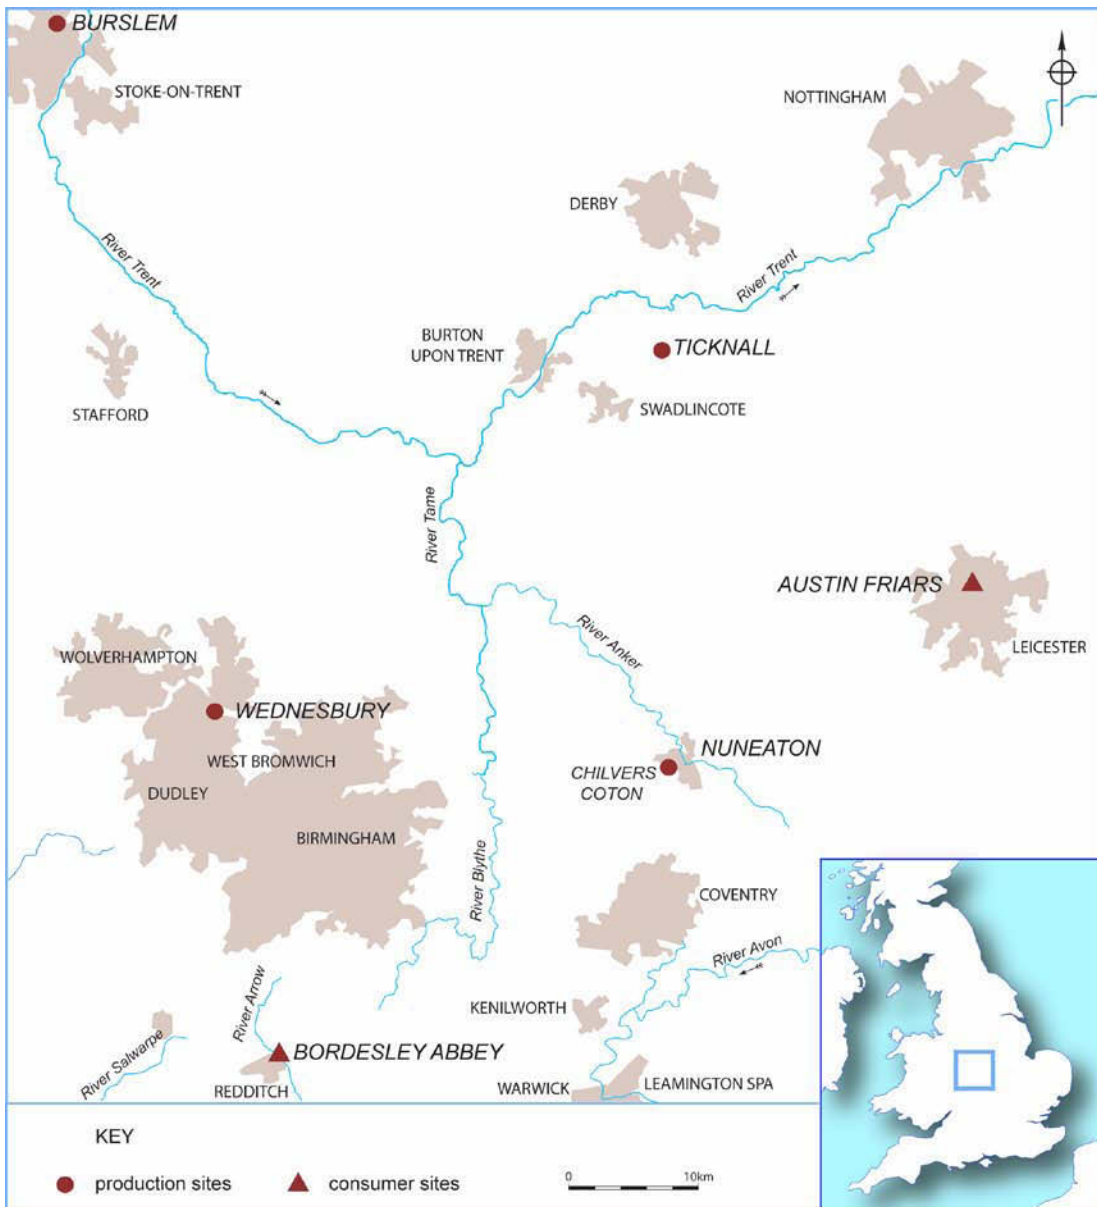 BURSLEM
STOKE-ON-TRENT
NOTTINGHAM
DERBY
River Trent
River Trent
BURTON
UPON TRENT
TICKNALL
STAFFORD
SWADLINCOTE
River Tame
AUSTIN FRIARS
River Anker
LEICESTER
WOLVERHAMPTON
WEDNESBURY
NUNEATON
WEST BROMWICH
CHILVERS
COTON
DUDLEY
BIRMINGHAM
River Blythe
COVENTRY
River Avon
River Arrow
KENILWORTH
River Salwarpe
BORDESLEY ABBEY
REDDITCH
WARWICK
LEAMINGTON SPA
KEY
production sites
consumer sites
0
10km